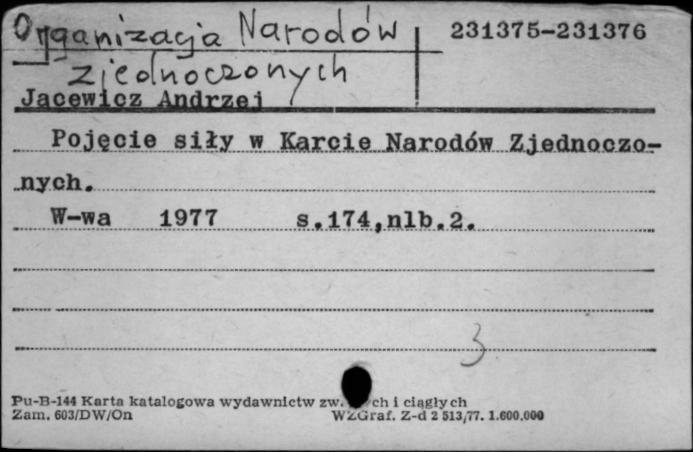 Organizacja Narodów 231375-231376
Zjednoczonych
Jacewicz Andrzej
Pojęcie siły w Karcie Narodów Zjednoczo-
nych.
W-wa 1977 s.174,nlb.2.
3
Pu-B-144 Karta katalogowa wydawnictw zw. ch i ciągłych
Zam. 603/DW/On WZGraf. Z-d 2 513/77. 1.600.000